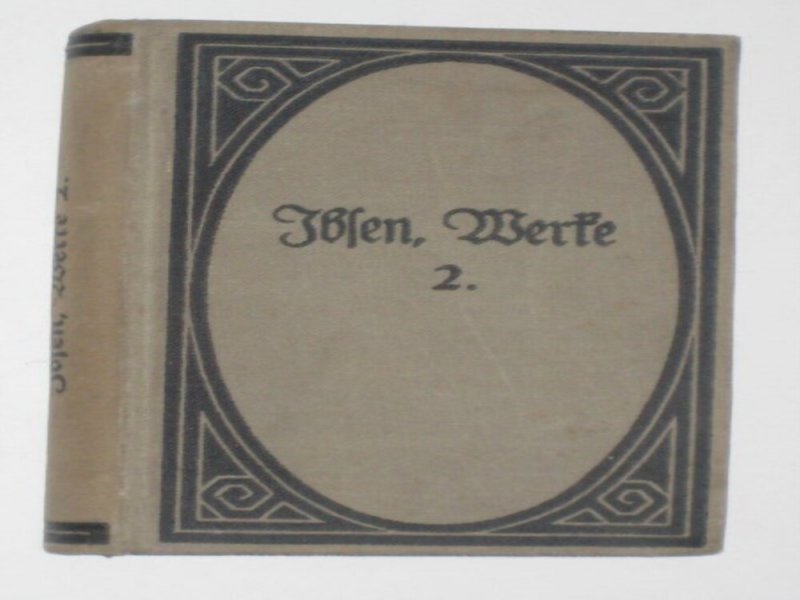 Ibsen, Werke
2.
Ibsen, Werke 2.